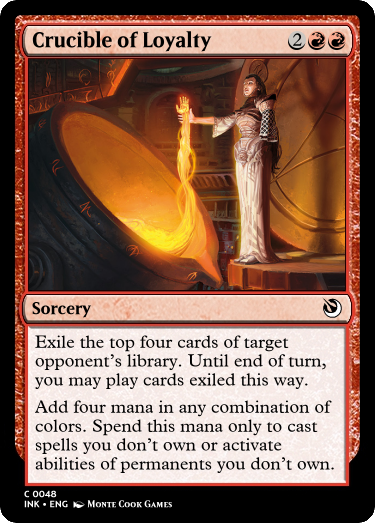 Crucible of Loyalty 2
Sorcery
Exile the top four cards of target
opponent's library. Until end of turn,
you may play cards exiled this way.
Add four mana in any combination of
colors. Spend this mana only to cast
spells you don't own or activate
abilities of permanents you don't own.
C 0048
INK • ENG Monte Cook Games